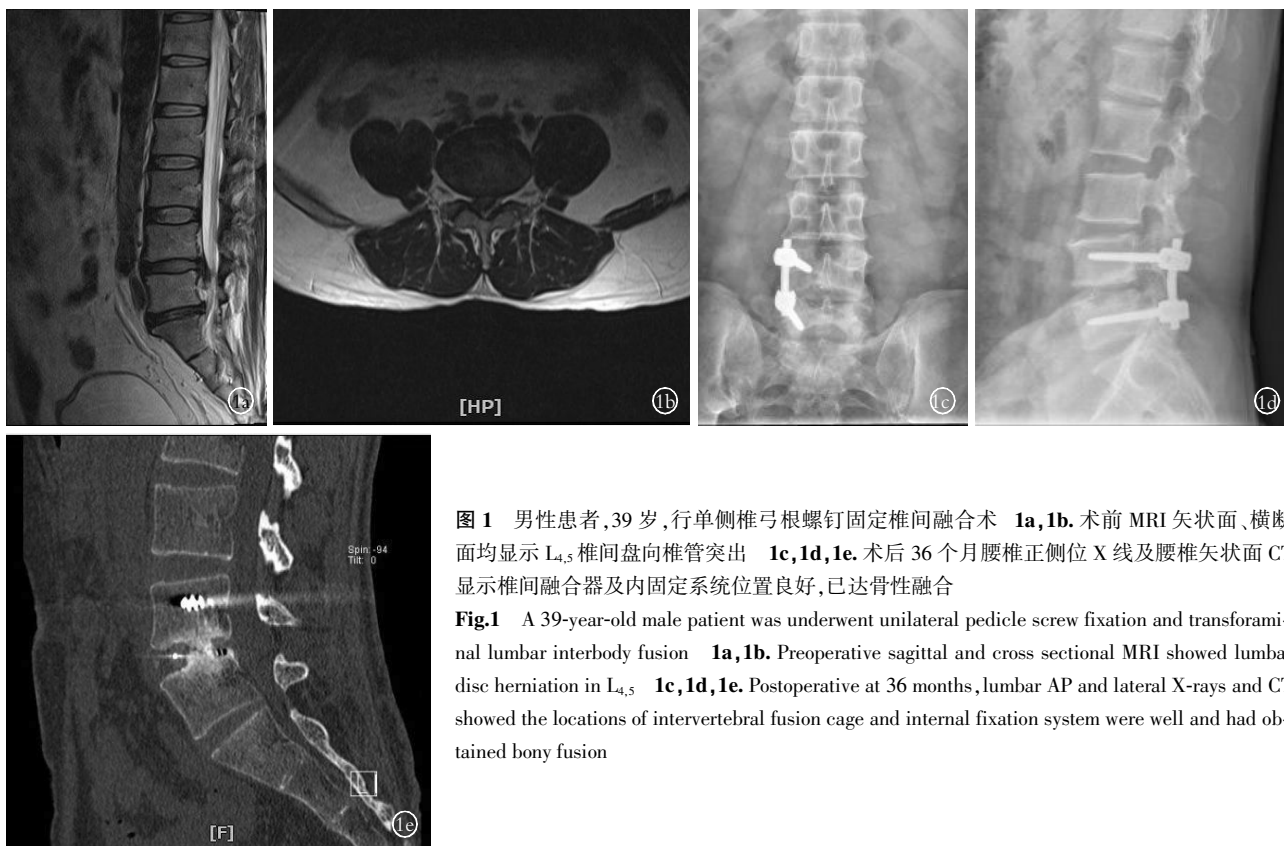 1a
[HP]
1b
1c
1d
Spin: -94
Tilt: 0
[F]
1e
图 1 男性患者,39 岁,行单侧椎弓根螺钉固定椎间融合术 1a,1b. 术前 MRI 矢状面、横断
面均显示 L4,5 椎间盘向椎管突出 1c,1d,1e. 术后 36 个月腰椎正侧位 X 线及腰椎矢状面 CT
显示椎间融合器及内固定系统位置良好,已达骨性融合
Fig.1 A 39-year-old male patient was underwent unilateral pedicle screw fixation and transforami-
nal lumbar interbody fusion 1a,1b. Preoperative sagittal and cross sectional MRI showed lumbar
disc herniation in L4,5 1c,1d,1e. Postoperative at 36 months,lumbar AP and lateral X-rays and CT
showed the locations of intervertebral fusion cage and internal fixation system were well and had ob-
tained bony fusion